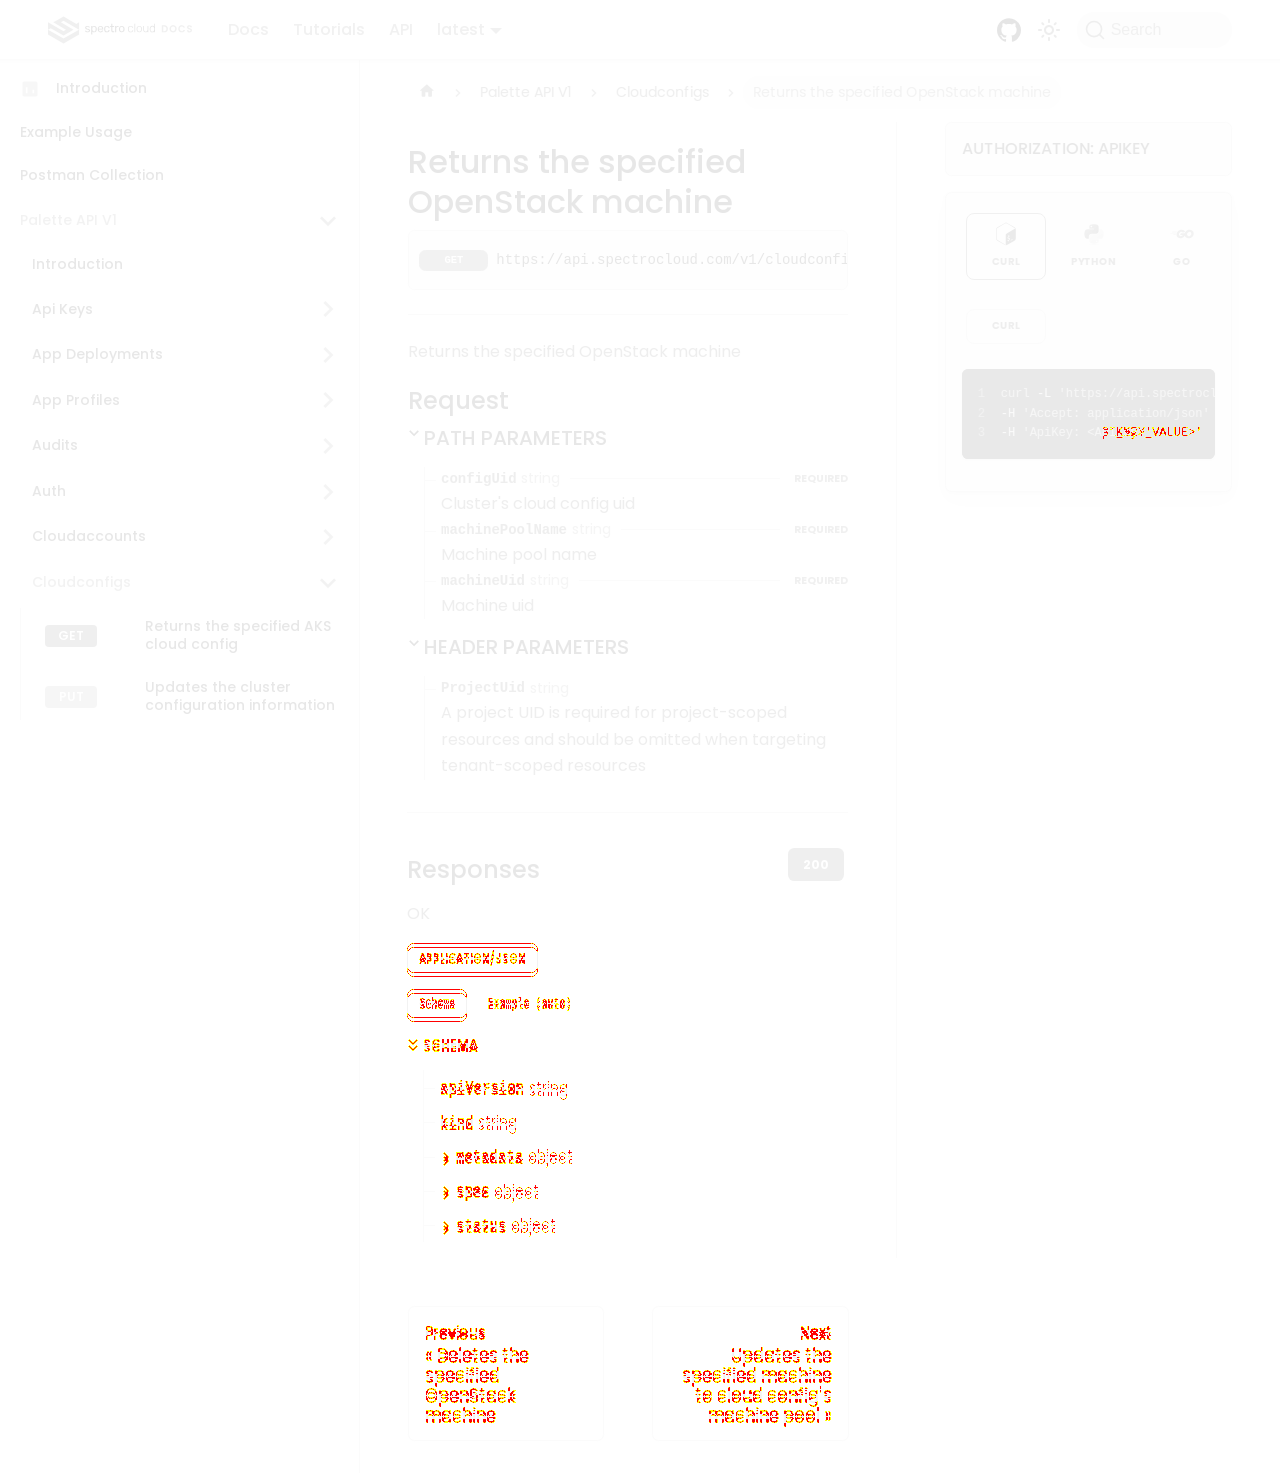 spectro cloud DOCS
Docs
Tutorials
API
latest
Search
Introduction
Example Usage
Postman Collection
Palette API V1
Introduction
Api Keys
App Deployments
App Profiles
Audits
Auth
Cloudaccounts
Cloudconfigs
GET
Returns the specified AKS
cloud config
PUT
Updates the cluster
configuration information
Palette API V1
Cloudconfigs
Returns the specified OpenStack machine
Returns the specified
OpenStack machine
GET
https://api.spectrocloud.com/v1/cloudconfi
Returns the specified OpenStack machine
Request
PATH PARAMETERS
configUid string
REQUIRED
Cluster's cloud config uid
machinePoolName string
REQUIRED
Machine pool name
machineUid string
REQUIRED
Machine uid
HEADER PARAMETERS
ProjectUid string
A project UID is required for project-scoped
resources and should be omitted when targeting
tenant-scoped resources
Responses
200
OK
APPLICATION/JSON
Schema
Example (auto)
SCHEMA
apiVersion string
kind string
metadata object
spec object
status object
Previous
« Deletes the
specified
OpenStack
machine
Next
Updates the
specified machine
to cloud config's
machine pool »
AUTHORIZATION: APIKEY
CURL
PYTHON
GO
GO
CURL
1 curl -L 'https://api.spectrocl
2 -H 'Accept: application/json'
3 -H 'ApiKey: VALUE>'